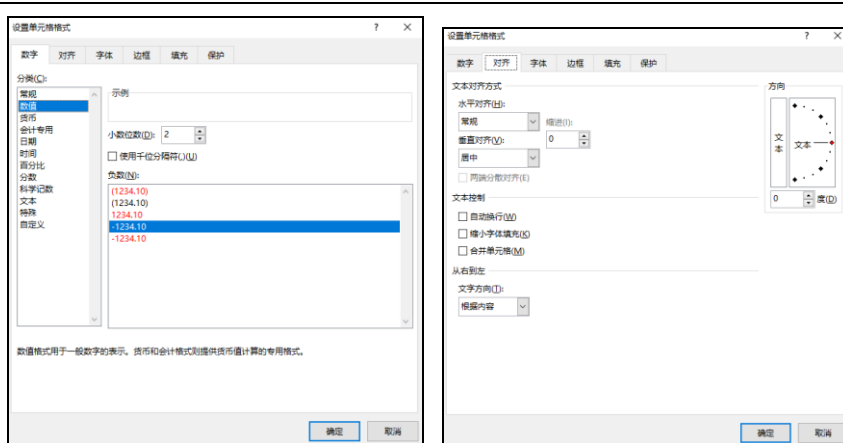 设置单元格格式 ? ×
数字 对齐 字体 边框 填充 保护
分类(C):
常规
数值
货币
会计专用
日期
时间
百分比
分数
科学记数
文本
特殊
自定义
示例
小数位数(D): 2
使用千位分隔符(,)(U)
负数(N):
(1234.10)
(1234.10)
1234.10
-1234.10
-1234.10
数值格式用于一般数字的表示。货币和会计格式则提供货币值计算的专用格式。
确定 取消
设置单元格格式 ? ×
数字 对齐 字体 边框 填充 保护
文本对齐方式
水平对齐(H):
常规 缩进(I):
垂直对齐(V): 0
居中
两端分散对齐(E)
文本控制
自动换行(W)
缩小字体填充(K)
合并单元格(M)
从右到左
文字方向(T):
根据内容
方向
文本
文本
0 度(D)
确定 取消